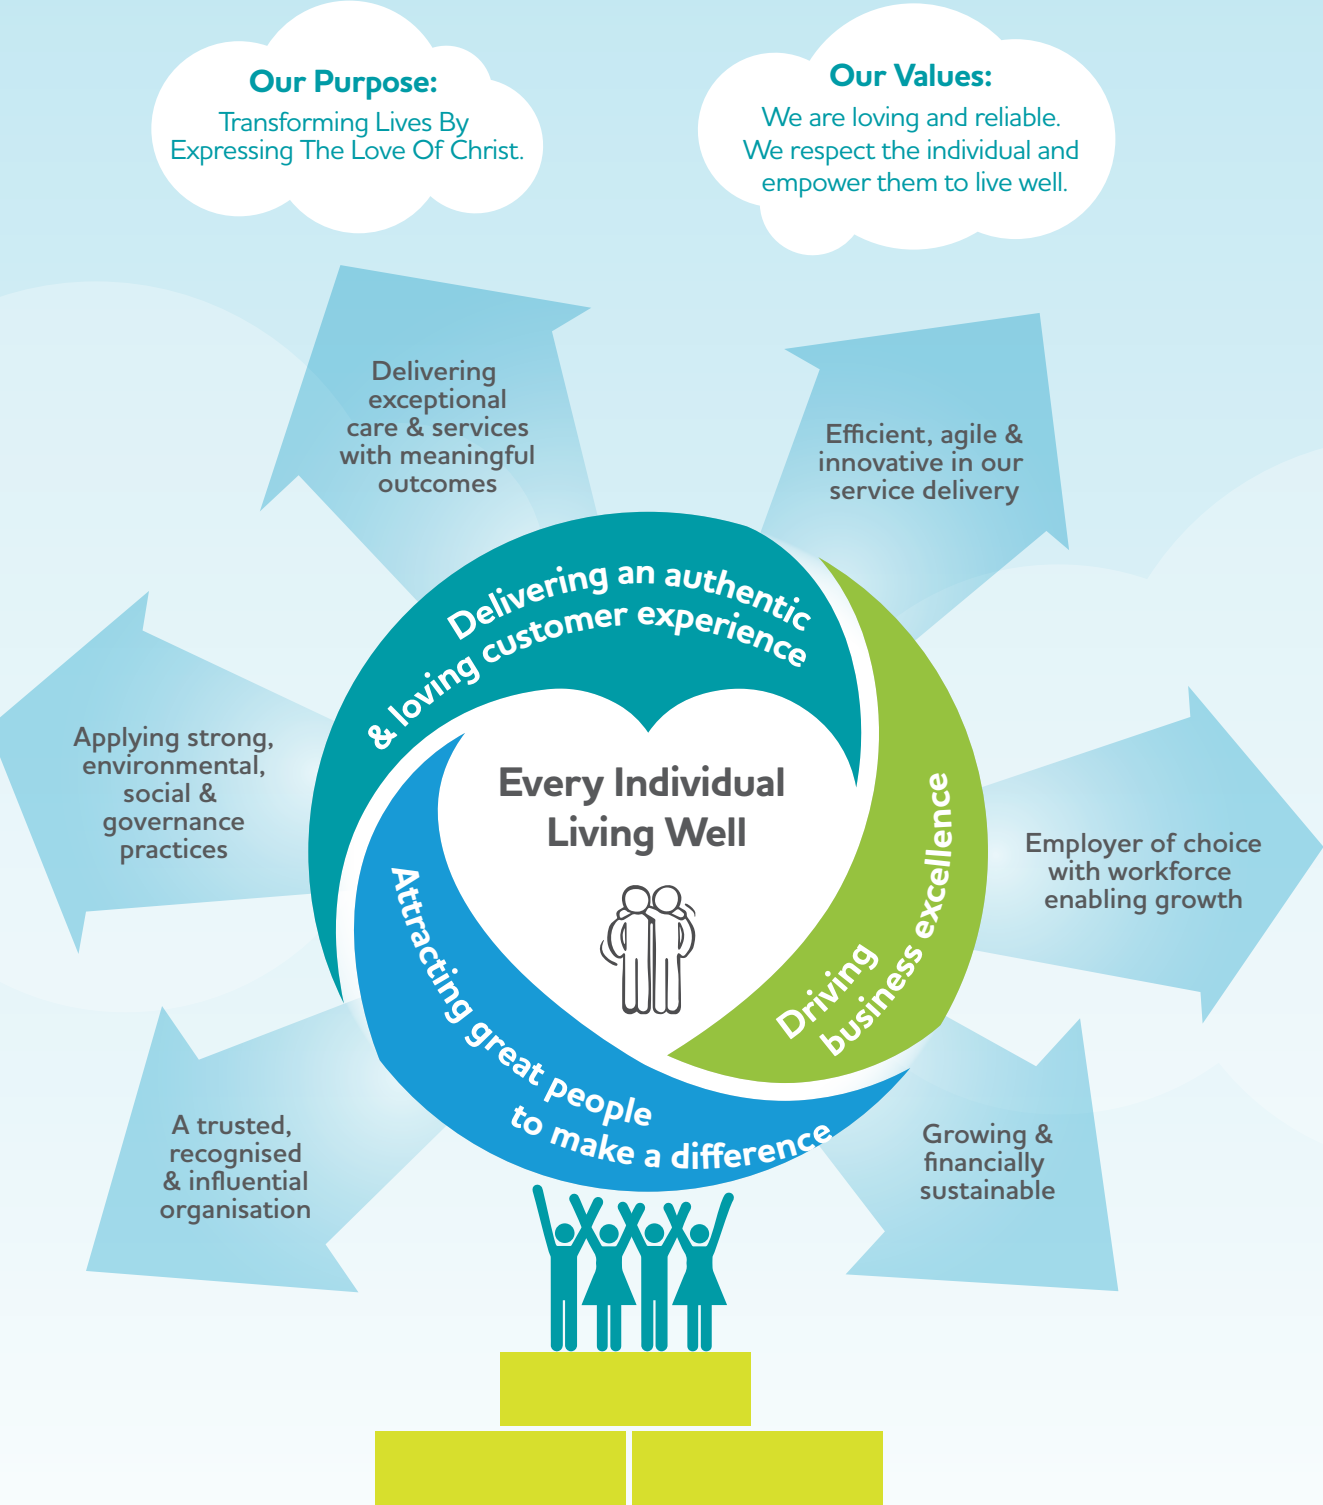 Our Purpose:
Transforming Lives By
Expressing The Love Of Christ.
Our Values:
We are loving and reliable.
We respect the individual and
empower them to live well.
Delivering
exceptional
care & services
with meaningful
outcomes
Efficient, agile &
innovative in our
service delivery
Delivering an authentic
& loving customer experience
Applying strong,
environmental,
social &
governance
practices
Every Individual
Living Well
Employer of choice
with workforce
enabling growth
Driving
business excellence
Attracting great people
to make a difference
A trusted,
recognised
& influential
organisation
Growing &
financially
sustainable